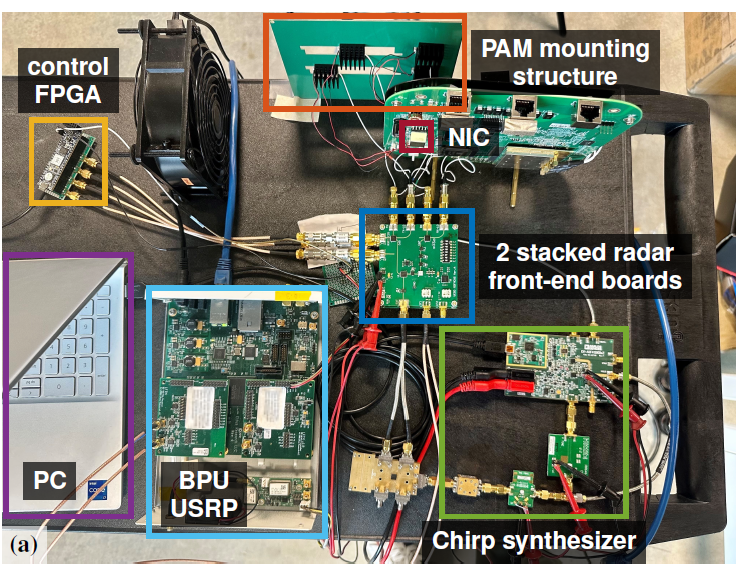 control
FPGA
PAM mounting
structure
NIC
2 stacked radar
front-end boards
PC
BPU
USRP
Chirp synthesizer
(a)